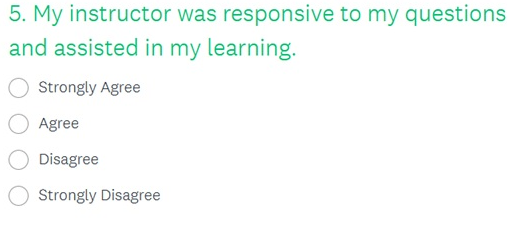 5. My instructor was responsive to my questions
and assisted in my learning.
Strongly Agree
Agree
Disagree
Strongly Disagree